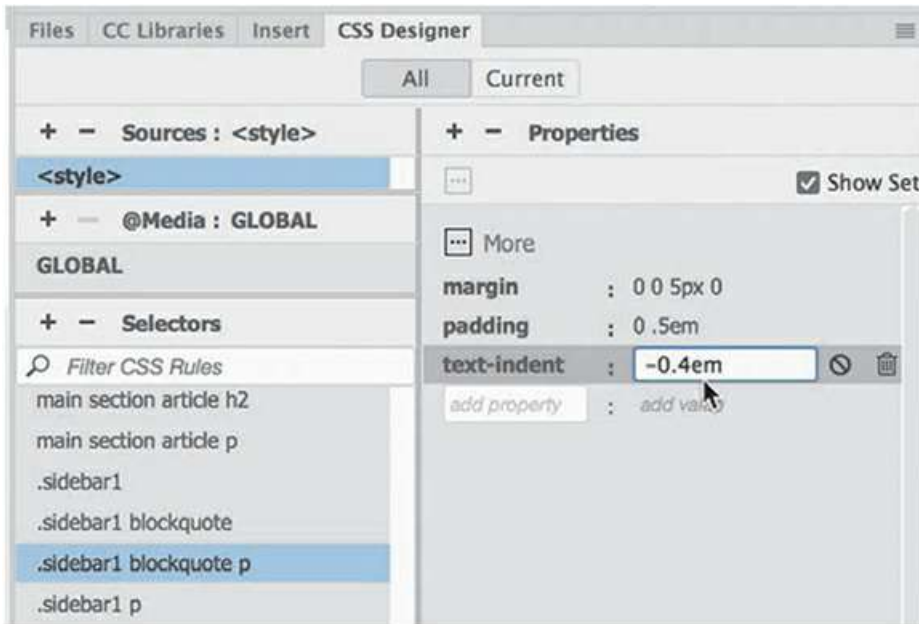 Files CC Libraries Insert CSS Designer
All Current
+ − Sources : <style>
<style>
+ − @Media : GLOBAL
GLOBAL
+ − Selectors
Filter CSS Rules
main section article h2
main section article p
.sidebar1
.sidebar1 blockquote
.sidebar1 blockquote p
.sidebar1 p
+ − Properties
Show Set
More
margin : 0 0 5px 0
padding : 0 .5em
text-indent : −0.4em
add property : add value